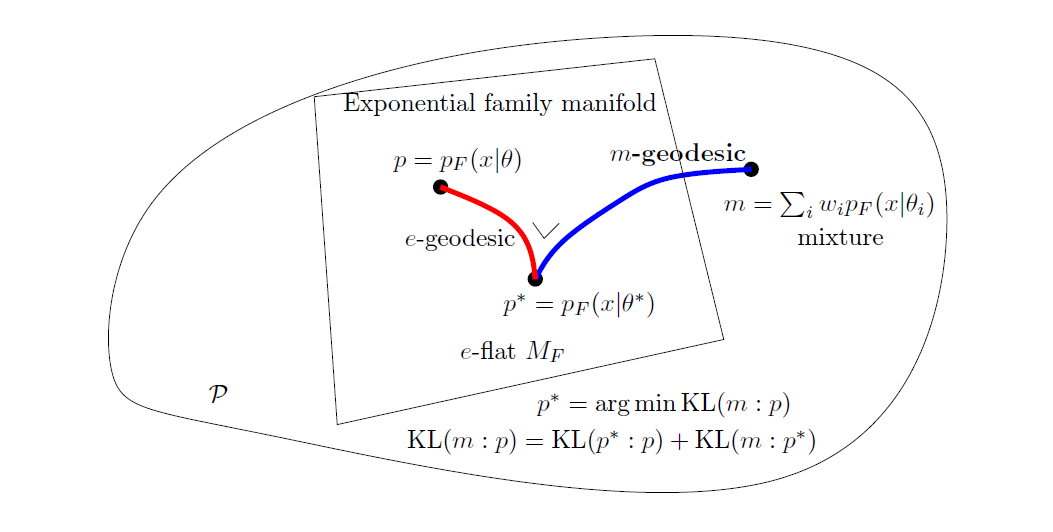 Exponential family manifold
p = p_F(x|θ)
m-geodesic
m = ∑_i w_i p_F(x|θ_i)
mixture
e-geodesic
p* = p_F(x|θ*)
e-flat M_F
𝒫
p* = arg min KL(m : p)
KL(m : p) = KL(p* : p) + KL(m : p*)